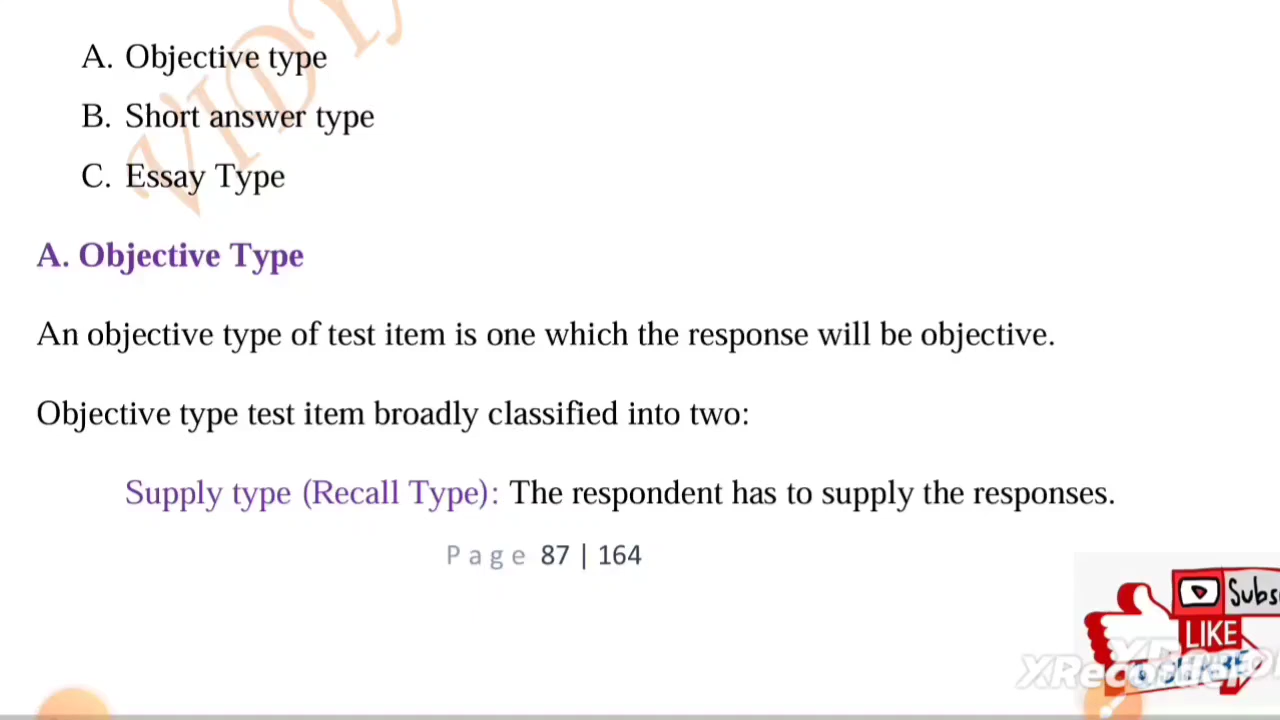 A. Objective type
B. Short answer type
C. Essay Type
A. Objective Type
An objective type of test item is one which the response will be objective.
Objective type test item broadly classified into two:
Supply type (Recall Type): The respondent has to supply the responses.
Page 87 | 164
Subs
LIKE
XRecorder